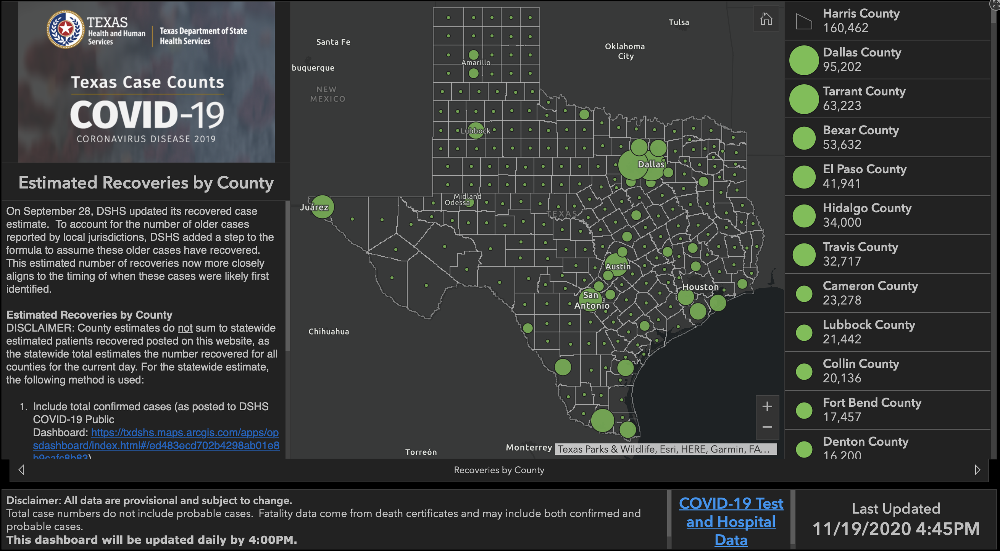 TEXAS
Health and Human
Services
Texas Department of State
Health Services
Texas Case Counts
COVID-19
CORONAVIRUS DISEASE 2019
Estimated Recoveries by County
On September 28, DSHS updated its recovered case
estimate.  To account for the number of older cases
reported by local jurisdictions, DSHS added a step to the
formula to assume these older cases have recovered.
This estimated number of recoveries now more closely
aligns to the timing of when these cases were likely first
identified.
Estimated Recoveries by County
DISCLAIMER: County estimates do not sum to statewide
estimated patients recovered posted on this website, as
the statewide total estimates the number recovered for all
counties for the current day. For the statewide estimate,
the following method is used:
1. Include total confirmed cases (as posted to DSHS
COVID-19 Public
Dashboard: https://txdshs.maps.arcgis.com/apps/op
sdashboard/index.html#/ed483ecd702b4298ab01e8
b9cafc8b83)
Tulsa
Santa Fe
Oklahoma
City
buquerque
Amarillo
NEW
MEXICO
Lubbock
Dallas
Midland
Odessa
Juárez
TEXAS
Austin
Houston
San
Antonio
Chihuahua
Monterrey
Torreón
Texas Parks & Wildlife, Esri, HERE, Garmin, FA...
+
−
Harris County
160,462
Dallas County
95,202
Tarrant County
63,223
Bexar County
53,632
El Paso County
41,941
Hidalgo County
34,000
Travis County
32,717
Cameron County
23,278
Lubbock County
21,442
Collin County
20,136
Fort Bend County
17,457
Denton County
16,200
Recoveries by County
Disclaimer: All data are provisional and subject to change.
Total case numbers do not include probable cases.  Fatality data come from death certificates and may include both confirmed and
probable cases.
This dashboard will be updated daily by 4:00PM.
COVID-19 Test
and Hospital
Data
Last Updated
11/19/2020 4:45PM